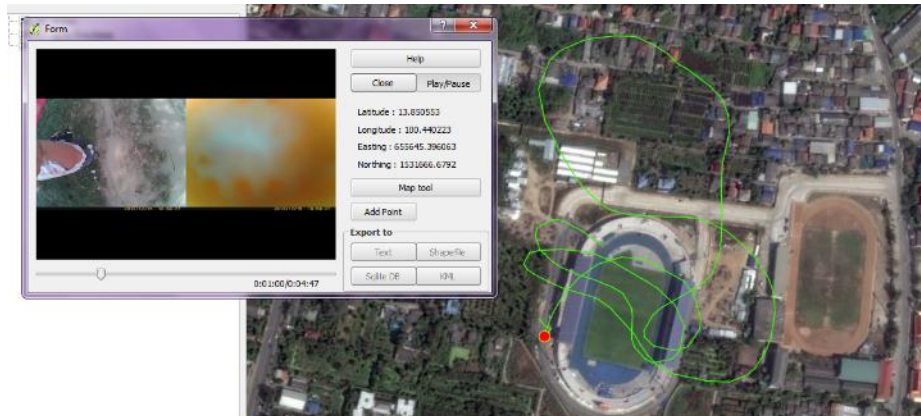 Form
Help
Close
Play/Pause
Latitude : 13.850553
Longitude : 100.440223
Easting : 655645.396063
Northing : 1531666.6792
Map tool
Add Point
Export to
Text
Shapefile
Sqlite DB
KML
0:01:00/0:04:47